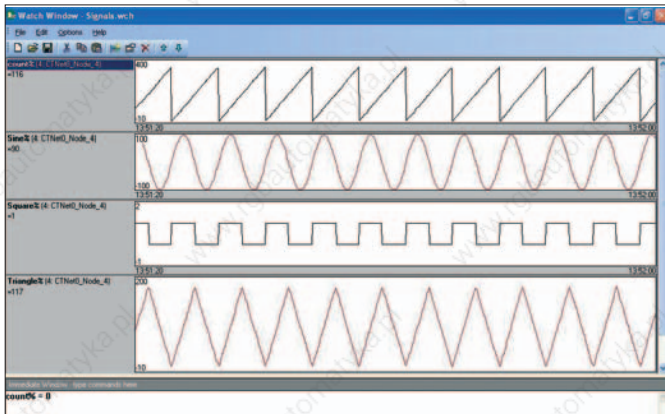 Watch Window - Signals.wch
File Edit Options Help
count% (4: CTNet0_Node_4)
=116
400
-10
13:51:20 13:52:00
Sine% (4: CTNet0_Node_4)
=90
100
-100
13:51:20 13:52:00
Square% (4: CTNet0_Node_4)
=1
2
-1
13:51:20 13:52:00
Triangle% (4: CTNet0_Node_4)
=117
200
-10
Immediate Window - type commands here
count% = 0
www.rgbautomatyka.pl